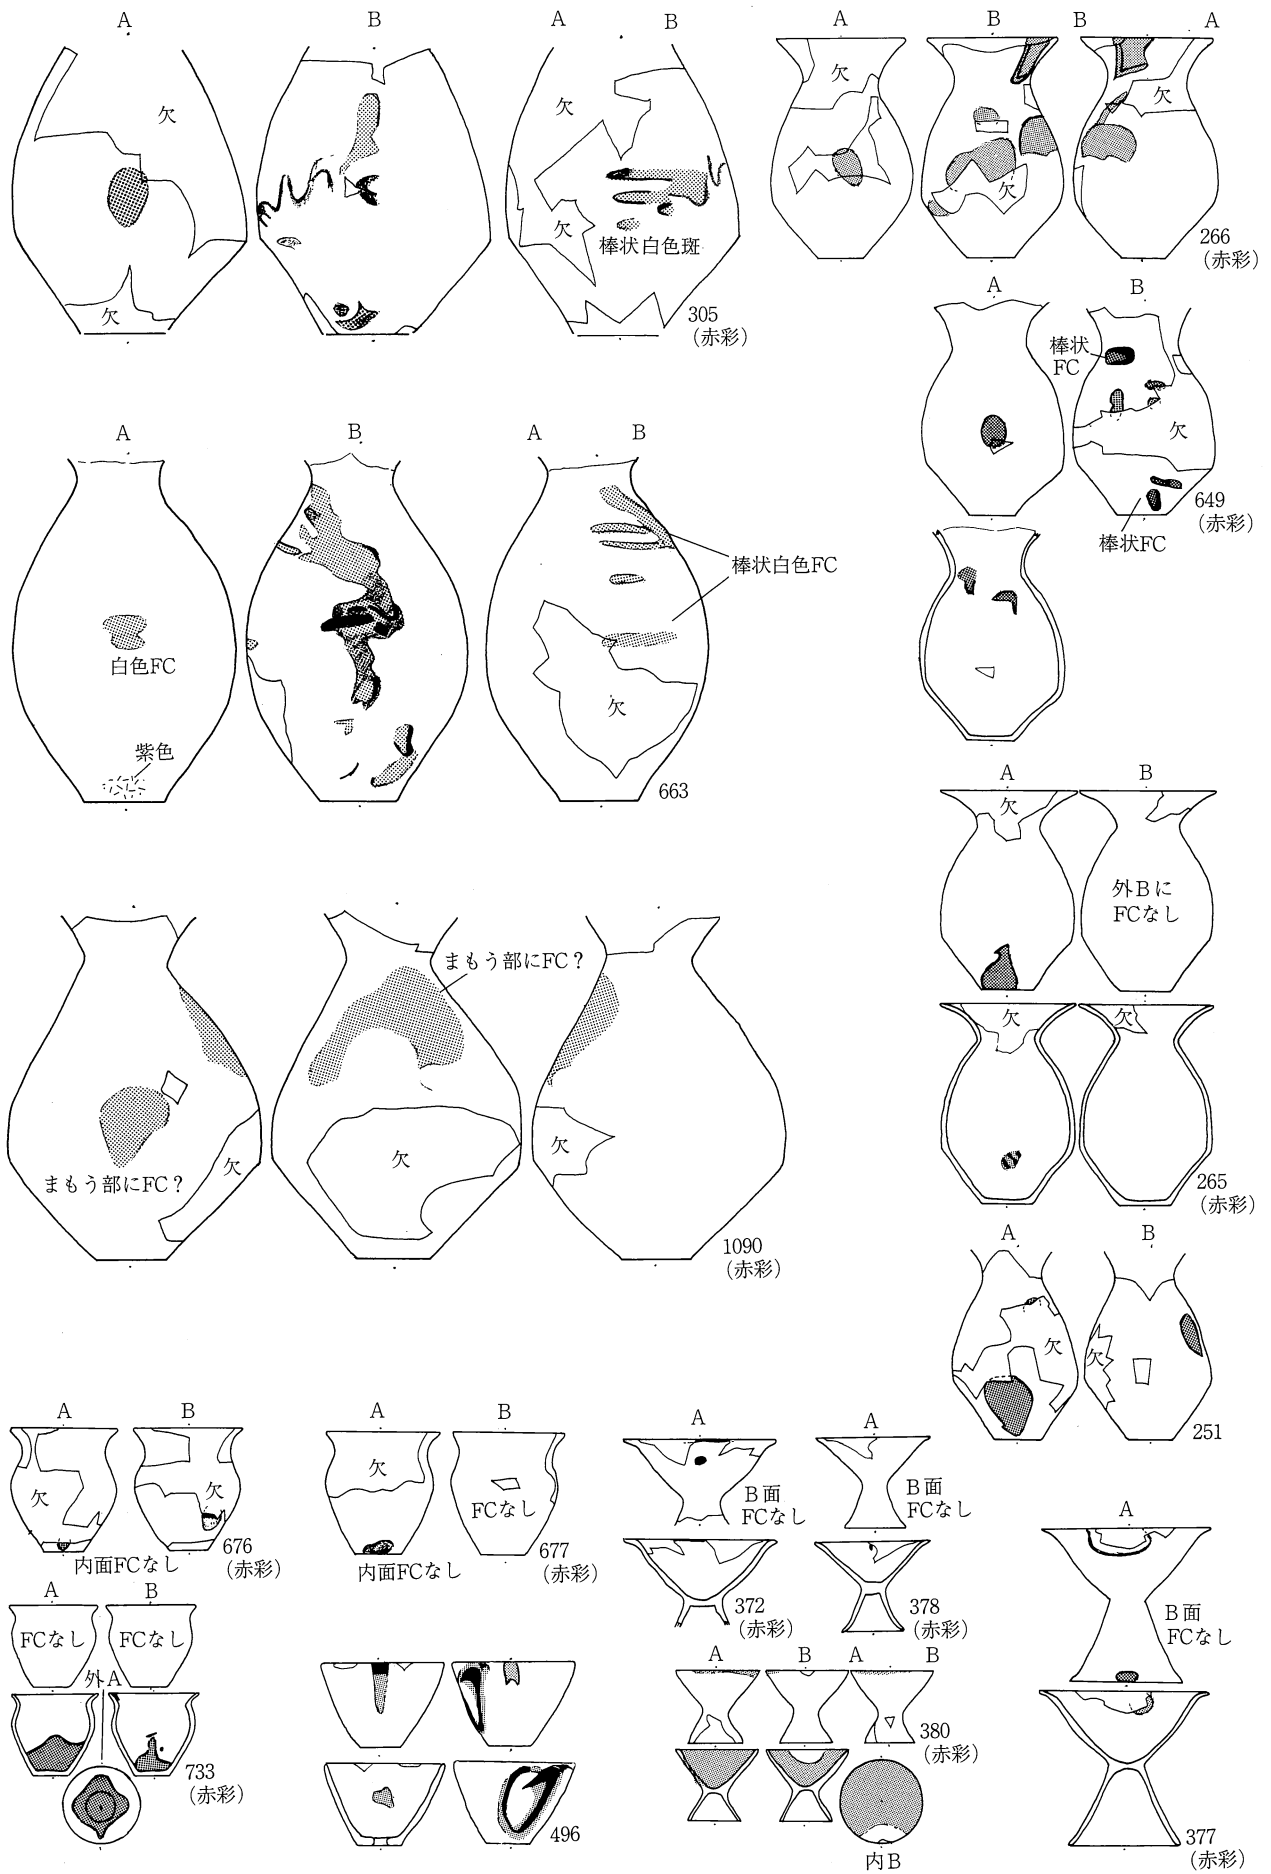 A
B
A
B
欠
欠
欠
欠
棒状白色斑
305
(赤彩)
A
B
B
A
欠
欠
欠
266
(赤彩)
A
B
棒状
FC
欠
649
(赤彩)
棒状FC
A
B
A
B
白色FC
紫色
棒状白色FC
欠
663
A
B
欠
外Bに
FCなし
欠
欠
265
(赤彩)
まもう部にFC?
まもう部にFC?
欠
欠
欠
1090
(赤彩)
A
B
欠
欠
251
A
B
欠
欠
676
(赤彩)
内面FCなし
A
B
欠
FCなし
677
(赤彩)
内面FCなし
A
B面
FCなし
372
(赤彩)
A
B面
FCなし
378
(赤彩)
A
B面
FCなし
377
(赤彩)
A
B
FCなし
FCなし
外A
733
(赤彩)
496
A
B
A
B
380
(赤彩)
内B